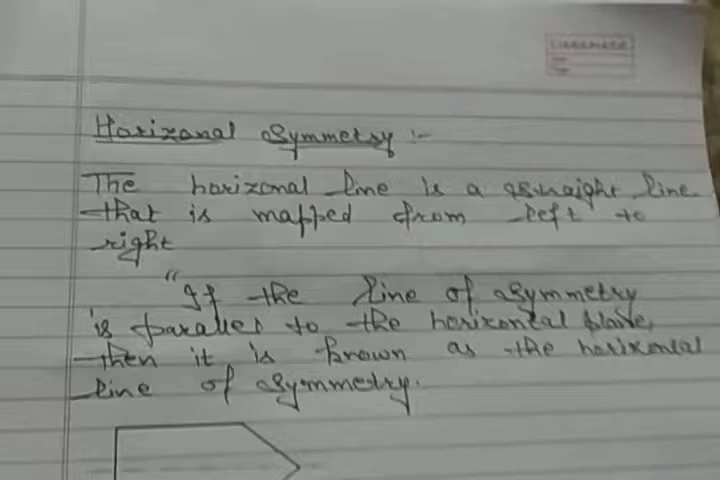 Horizanal symmetry :-
The horizonal line is a straight line
that is mapped from left to
right
"If the line of symmetry
is parallel to the horizontal plane,
then it is known as the horizontal
line of symmetry.